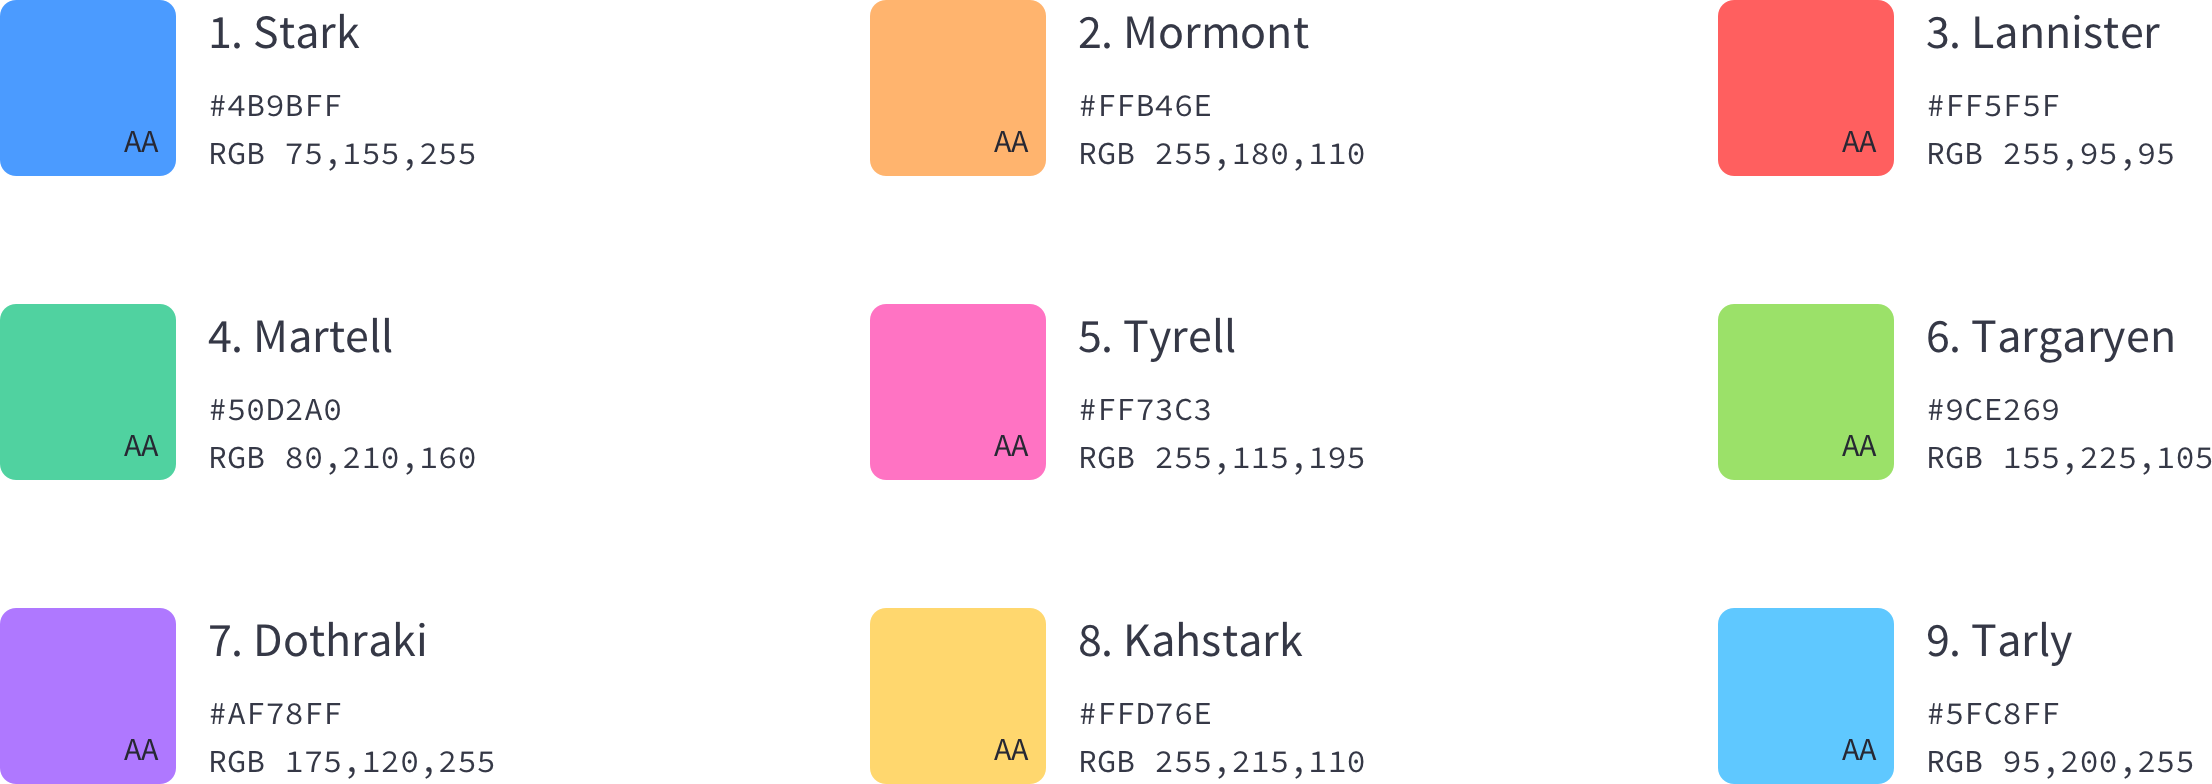 1. Stark
#4B9BFF
RGB 75,155,255
AA
2. Mormont
#FFB46E
RGB 255,180,110
AA
3. Lannister
#FF5F5F
RGB 255,95,95
AA
4. Martell
#50D2A0
RGB 80,210,160
AA
5. Tyrell
#FF73C3
RGB 255,115,195
AA
6. Targaryen
#9CE269
RGB 155,225,105
AA
7. Dothraki
#AF78FF
RGB 175,120,255
AA
8. Kahstark
#FFD76E
RGB 255,215,110
AA
9. Tarly
#5FC8FF
RGB 95,200,255
AA